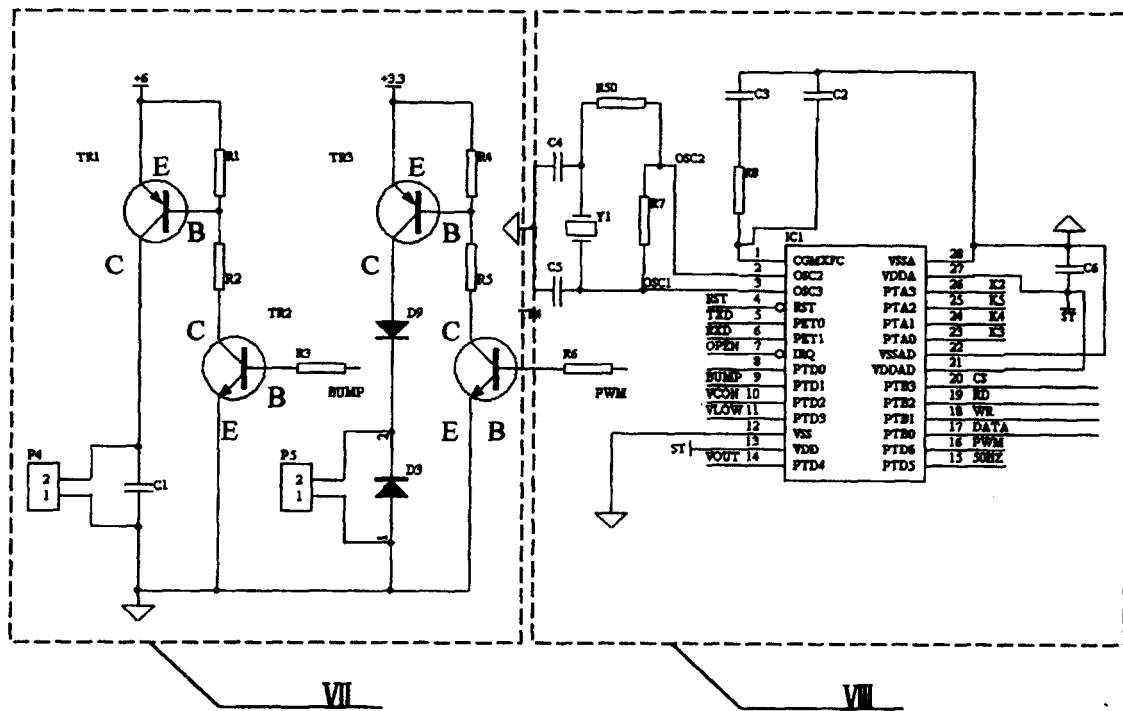 +6
+3.3
TR1
E
R1
B
C
R2
TR2
C
R3
B
BUMP
E
P4
2
1
C1
TR3
E
R4
B
C
R5
D9
C
TR4
R6
PWM
E
B
P5
2
1
2
D3
1
VII
R50
C4
OSC2
R7
Y1
C5
OSC1
C3
C2
R8
IC1
1 CGMXFC
2 OSC2
3 OSC3
RST 4 RST
TXD 5 PET0
RXD 6 PET1
OPEN 7 IRQ
8 PTD0
BUMP 9 PTD1
VCON 10 PTD2
VLOW 11 PTD3
12 VSS
ST 13 VDD
VOUT 14 PTD4
VSSA 28
VDDA 27
PTA3 26 K2
PTA2 25 K5
PTA1 24 K4
PTA0 23 K3
VSSAD 22
VDDAD 21
PTB3 20 CS
PTB2 19 RD
PTB1 18 WR
PTB0 17 DATA
PTD6 16 PWM
PTD5 15 50HZ
C6
ST
VIII